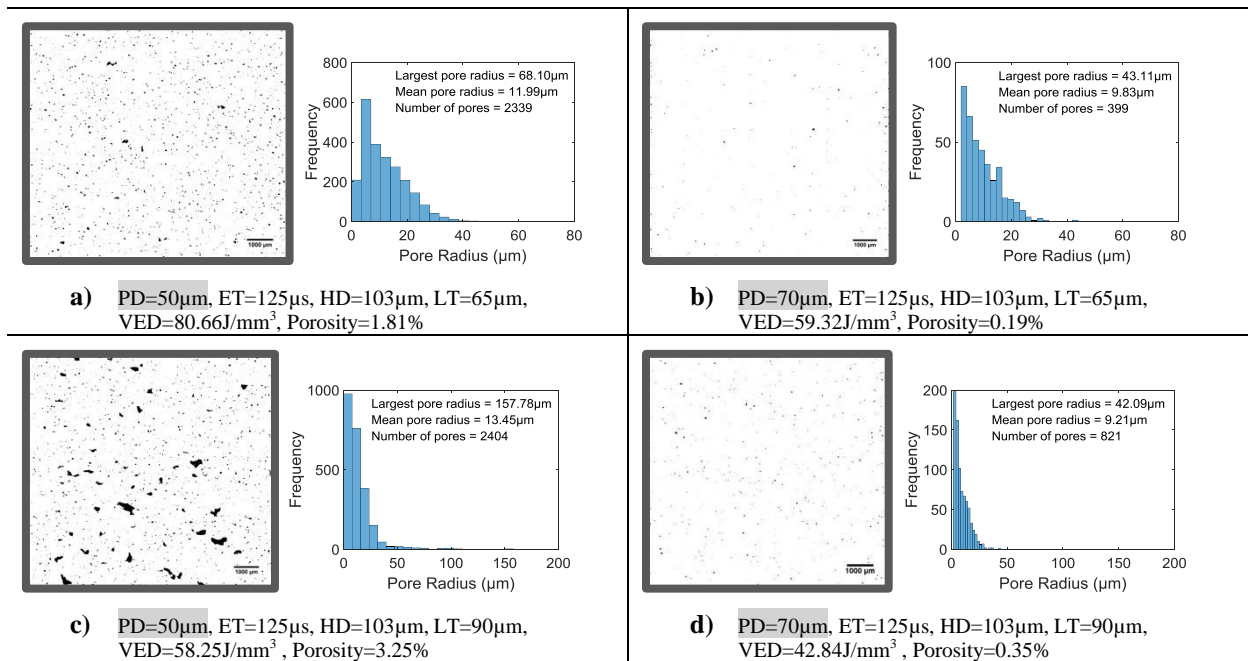 800
600
400
200
0
Frequency
Largest pore radius = 68.10µm
Mean pore radius = 11.99µm
Number of pores = 2339
0 20 40 60 80
Pore Radius (µm)
1000 µm
a) PD=50µm, ET=125µs, HD=103µm, LT=65µm,
VED=80.66J/mm³, Porosity=1.81%
100
50
0
Frequency
Largest pore radius = 43.11µm
Mean pore radius = 9.83µm
Number of pores = 399
0 20 40 60 80
Pore Radius (µm)
1000 µm
b) PD=70µm, ET=125µs, HD=103µm, LT=65µm,
VED=59.32J/mm³, Porosity=0.19%
1000
500
0
Frequency
Largest pore radius = 157.78µm
Mean pore radius = 13.45µm
Number of pores = 2404
0 50 100 150 200
Pore Radius (µm)
1000 µm
c) PD=50µm, ET=125µs, HD=103µm, LT=90µm,
VED=58.25J/mm³ , Porosity=3.25%
200
150
100
50
0
Frequency
Largest pore radius = 42.09µm
Mean pore radius = 9.21µm
Number of pores = 821
0 50 100 150 200
Pore Radius (µm)
1000 µm
d) PD=70µm, ET=125µs, HD=103µm, LT=90µm,
VED=42.84J/mm³, Porosity=0.35%